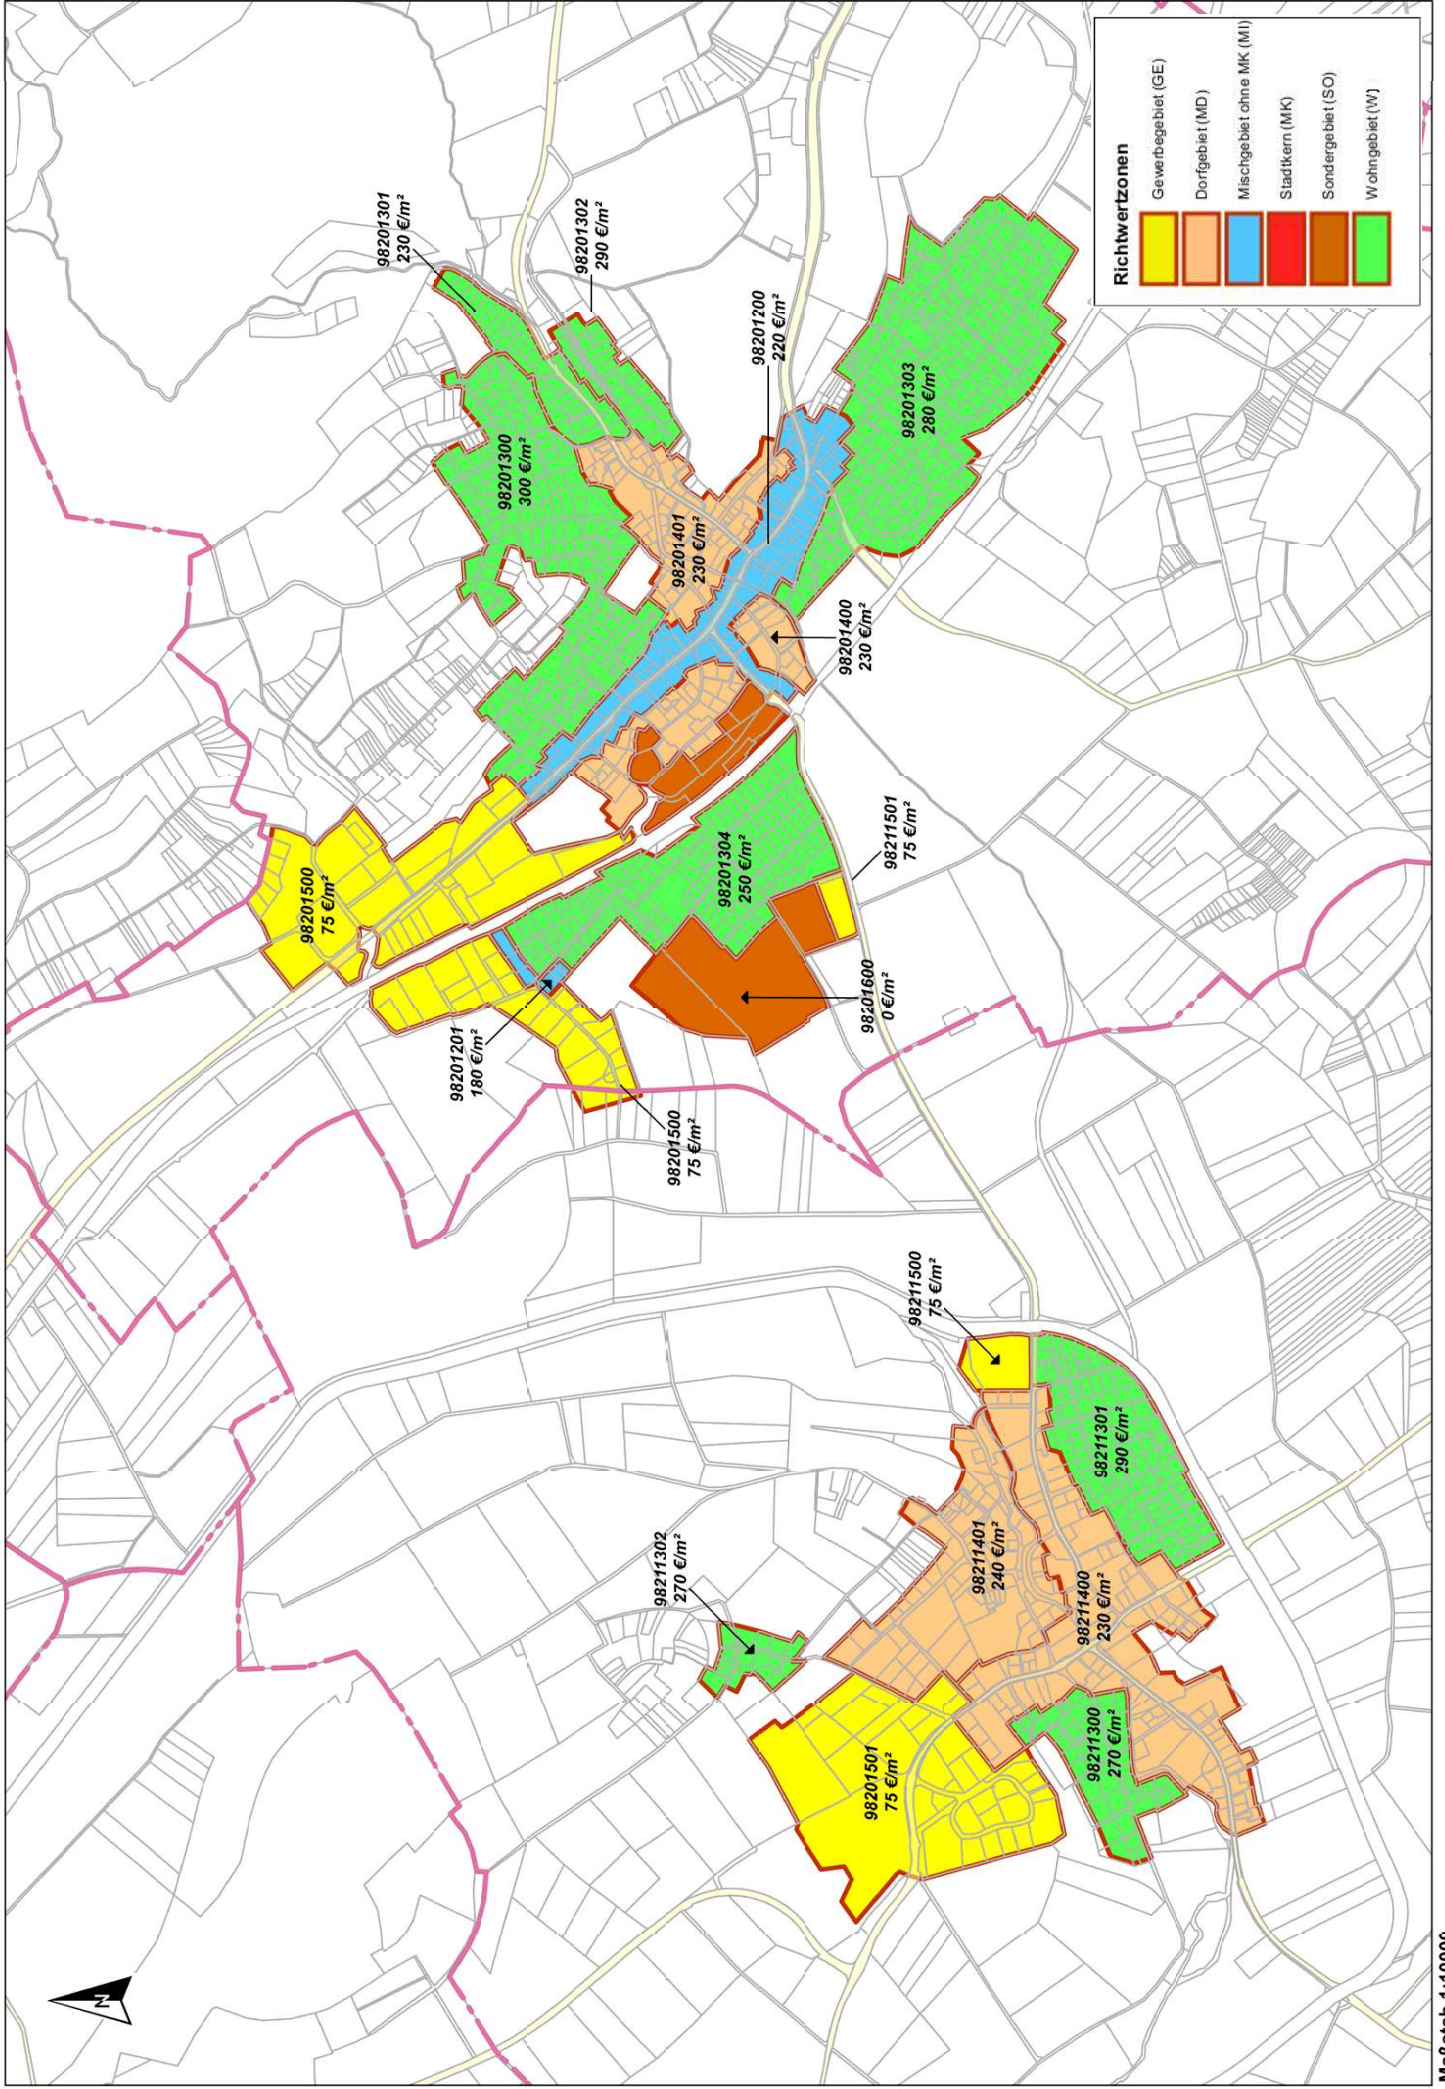 98201301
230 €/m²
98201302
290 €/m²
98201300
300 €/m²
98201200
220 €/m²
98201303
280 €/m²
98201401
230 €/m²
98201400
230 €/m²
98201500
75 €/m²
98201304
250 €/m²
98211501
75 €/m²
98201600
0 €/m²
98201201
180 €/m²
98201500
75 €/m²
98211500
75 €/m²
98211301
290 €/m²
98211302
270 €/m²
98211401
240 €/m²
98211400
230 €/m²
98211300
270 €/m²
98201501
75 €/m²
N
Richtwertzonen
Gewerbegebiet (GE)
Dorfgebiet (MD)
Mischgebiet ohne MK (MI)
Stadtkern (MK)
Sondergebiet (SO)
Wohngebiet (W)